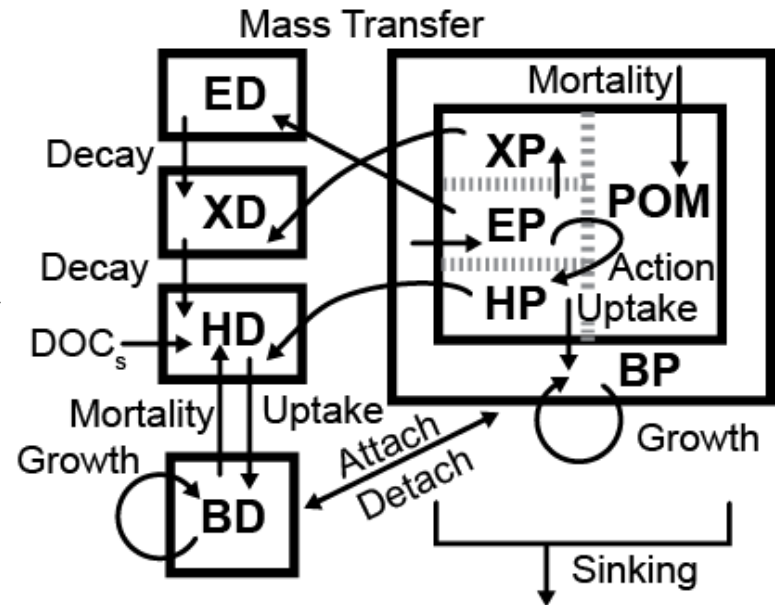 Mass Transfer
ED
Decay
XD
Decay
DOCs
HD
Mortality
Uptake
Growth
BD
Attach
Detach
Mortality
XP
POM
EP
Action
HP
Uptake
BP
Growth
Sinking